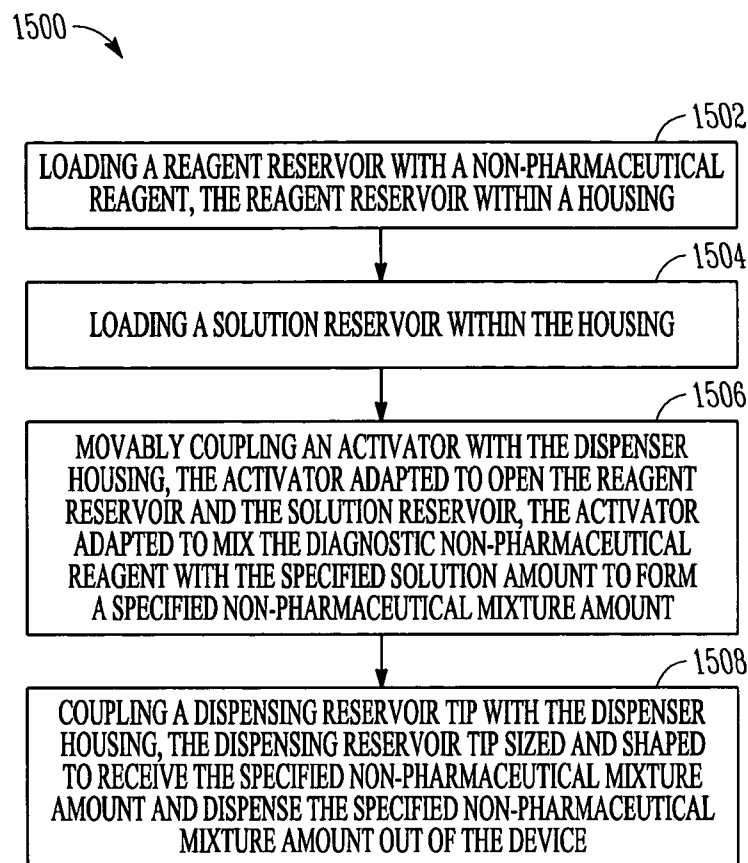 1500
1502
LOADING A REAGENT RESERVOIR WITH A NON-PHARMACEUTICAL
REAGENT, THE REAGENT RESERVOIR WITHIN A HOUSING
1504
LOADING A SOLUTION RESERVOIR WITHIN THE HOUSING
1506
MOVABLY COUPLING AN ACTIVATOR WITH THE DISPENSER
HOUSING, THE ACTIVATOR ADAPTED TO OPEN THE REAGENT
RESERVOIR AND THE SOLUTION RESERVOIR, THE ACTIVATOR
ADAPTED TO MIX THE DIAGNOSTIC NON-PHARMACEUTICAL
REAGENT WITH THE SPECIFIED SOLUTION AMOUNT TO FORM
A SPECIFIED NON-PHARMACEUTICAL MIXTURE AMOUNT
1508
COUPLING A DISPENSING RESERVOIR TIP WITH THE DISPENSER
HOUSING, THE DISPENSING RESERVOIR TIP SIZED AND SHAPED
TO RECEIVE THE SPECIFIED NON-PHARMACEUTICAL MIXTURE
AMOUNT AND DISPENSE THE SPECIFIED NON-PHARMACEUTICAL
MIXTURE AMOUNT OUT OF THE DEVICE